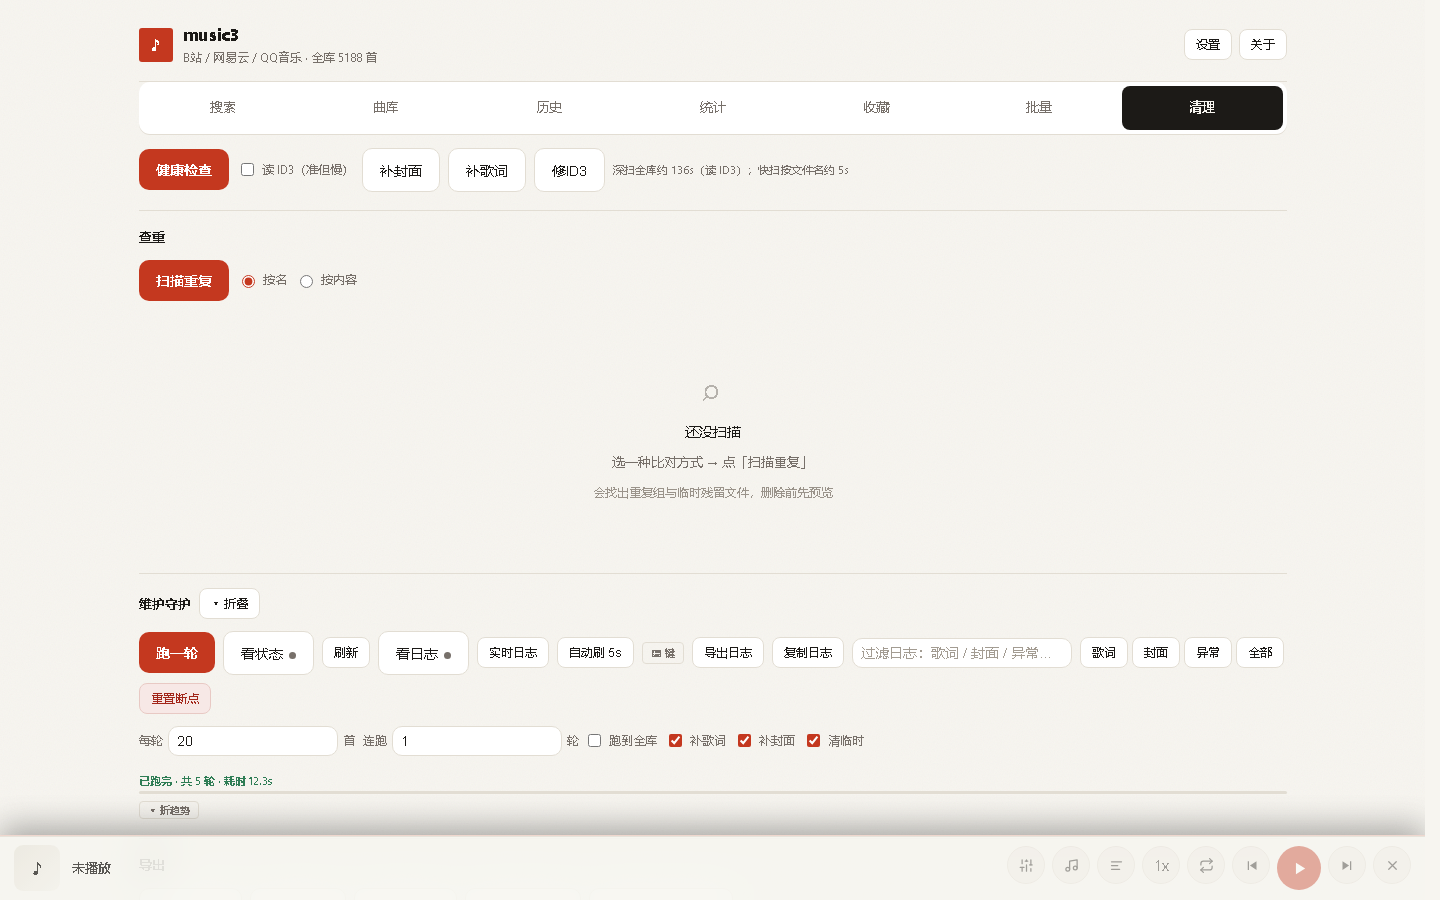 music3
B站 / 网易云 / QQ音乐 · 全库 5188 首
设置 关于
搜索 曲库 历史 统计 收藏 批量 清理
健康检查 读 ID3（准但慢） 补封面 补歌词 修ID3 深扫全库约 136s（读 ID3）；快扫按文件名约 5s
查重
扫描重复 按名 按内容
还没扫描
选一种比对方式 → 点「扫描重复」
会找出重复组与临时残留文件，删除前先预览
维护守护 ▾ 折叠
跑一轮 看状态 刷新 看日志 实时日志 自动刷 5s 键 导出日志 复制日志 过滤日志：歌词 / 封面 / 异常… 歌词 封面 异常 全部
重置断点
每轮 20 首 连跑 1 轮 跑到全库 补歌词 补封面 清临时
已跑完 · 共 5 轮 · 耗时 12.3s
▾ 折趋势
未播放 导出 1x